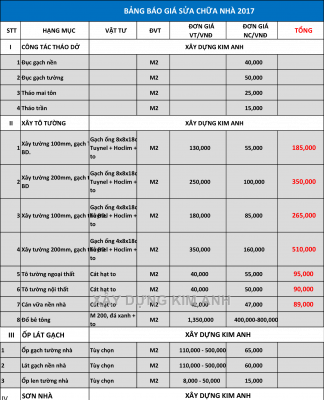 BẢNG BÁO GIÁ SỬA CHỮA NHÀ 2017
STT HẠNG MỤC VẬT TƯ ĐVT ĐƠN GIÁ VT/VNĐ ĐƠN GIÁ NC/VNĐ TỔNG
I CÔNG TÁC THÁO DỠ XÂY DỰNG KIM ANH
1 Đục gạch nền M2 40,000
2 Đục gạch tường M2 50,000
3 Tháo mai tôn M2 25,000
4 Tháo trần M2 15,000
II XÂY TÔ TƯỜNG XÂY DỰNG KIM ANH
1 Xây tường 100mm, gạch BD. Gạch ống 8x8x18c Tuynel + Hoclim + to M2 130,000 55,000 185,000
2 Xây tường 200mm, gạch BD Gạch ống 4x8x18c Tuynel + Hoclim + to M2 250,000 100,000 350,000
3 Xây tường 100mm, gạch Gạch ống 4x8x18c + Hoclim + to M2 180,000 85,000 265,000
4 Xây tường 200mm, gạch Gạch ống 4x8x18c + Hoclim + to M2 350,000 160,000 510,000
5 Tô tường ngoại thất Cát hạt to M2 40,000 55,000 95,000
6 Tô tường nội thất Cát hạt to M2 40,000 50,000 90,000
7 Cán vữa nền nhà Cát hạt to M2 47,000 89,000
8 Đổ bê tông M 200, đá xanh + to M2 1,350,000 400,000-800,000
XÂY DỰNG KIM ANH
III ỐP LÁT GẠCH XÂY DỰNG KIM ANH
1 Ốp gạch tường nhà Tùy chọn M2 110,000 - 500,000 65,000
2 Lát gạch nền nhà Tùy chọn M2 110,000 - 500,000 60,000
3 Ốp len tường nhà Tùy chọn M2 8,000 - 50,000 15,000
IV SƠN NHÀ XÂY DỰNG KIM ANH